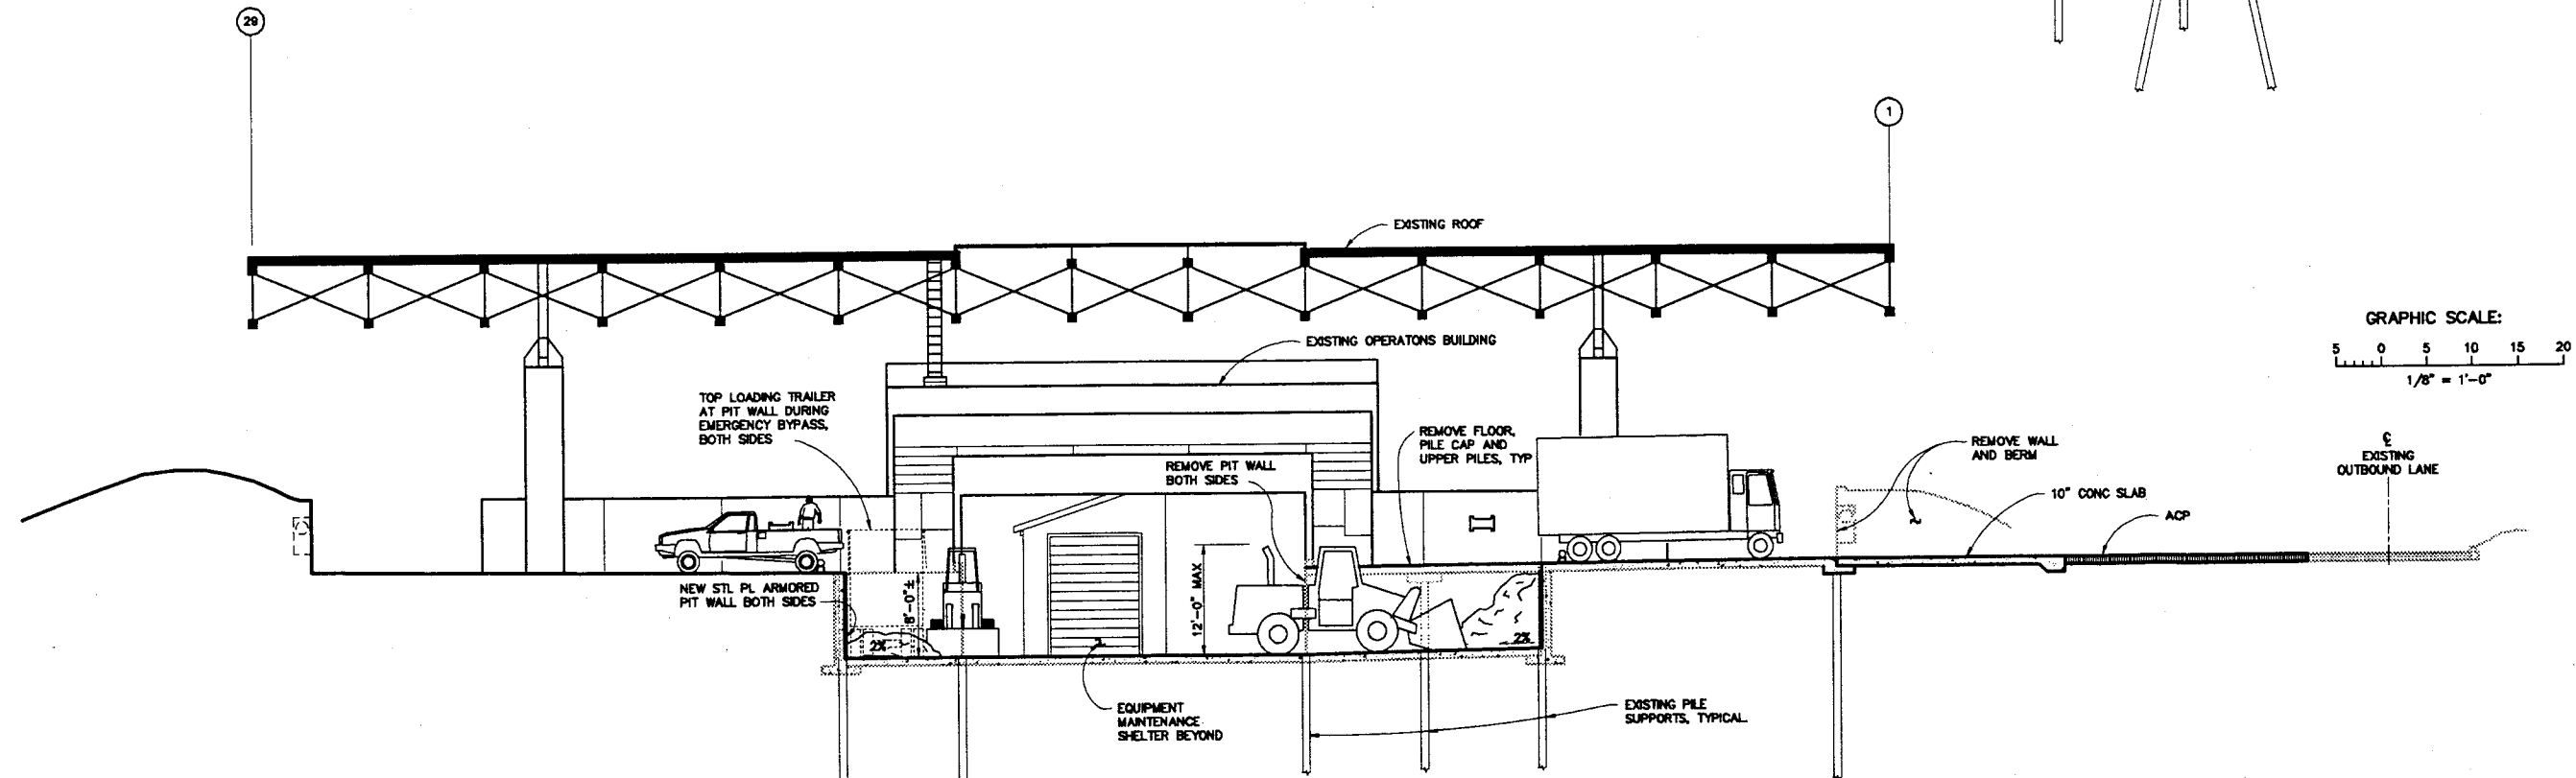 29
1
EXISTING ROOF
GRAPHIC SCALE:
5 0 5 10 15 20
1/8" = 1'-0"
EXISTING OPERATONS BUILDING
TOP LOADING TRAILER
AT PIT WALL DURING
EMERGENCY BYPASS,
BOTH SIDES
REMOVE FLOOR,
PILE CAP AND
UPPER PILES, TYP
REMOVE PIT WALL
BOTH SIDES
REMOVE WALL
AND BERM
℄
EXISTING
OUTBOUND LANE
10" CONC SLAB
ACP
NEW STL PL ARMORED
PIT WALL BOTH SIDES
8'-0"±
12'-0" MAX
2%
2%
EQUIPMENT
MAINTENANCE
SHELTER BEYOND
EXISTING PILE
SUPPORTS, TYPICAL